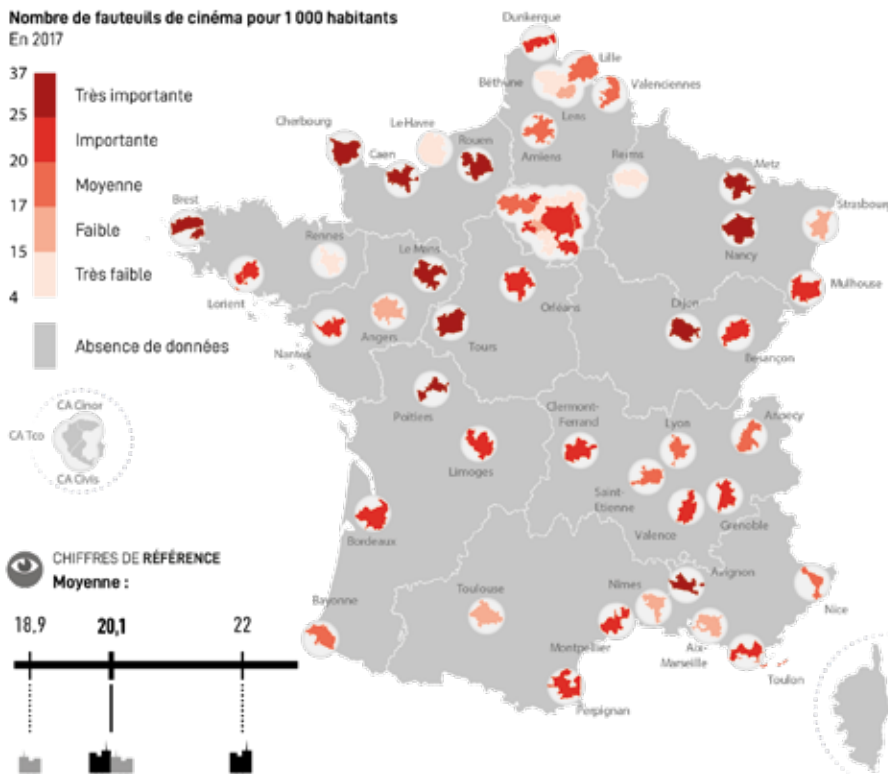 Nombre de fauteuils de cinéma pour 1 000 habitants
En 2017
37
Très importante
25
Importante
20
Moyenne
17
Faible
15
Très faible
4
Absence de données
CA Cinor
CA Tco
CA Civis
CHIFFRES DE RÉFÉRENCE
Moyenne :
18,9
20,1
22
Dunkerque
Lille
Béthune
Valenciennes
Lens
Cherbourg
Le Havre
Rouen
Amiens
Caen
Reims
Metz
Brest
Strasbourg
Rennes
Le Mans
Nancy
Lorient
Orléans
Mulhouse
Angers
Nantes
Tours
Dijon
Besançon
Poitiers
Clermont-
Ferrand
Lyon
Annecy
Limoges
Saint-
Etienne
Valence
Grenoble
Bordeaux
Avignon
Bayonne
Toulouse
Nîmes
Nice
Montpellier
Aix-
Marseille
Toulon
Perpignan